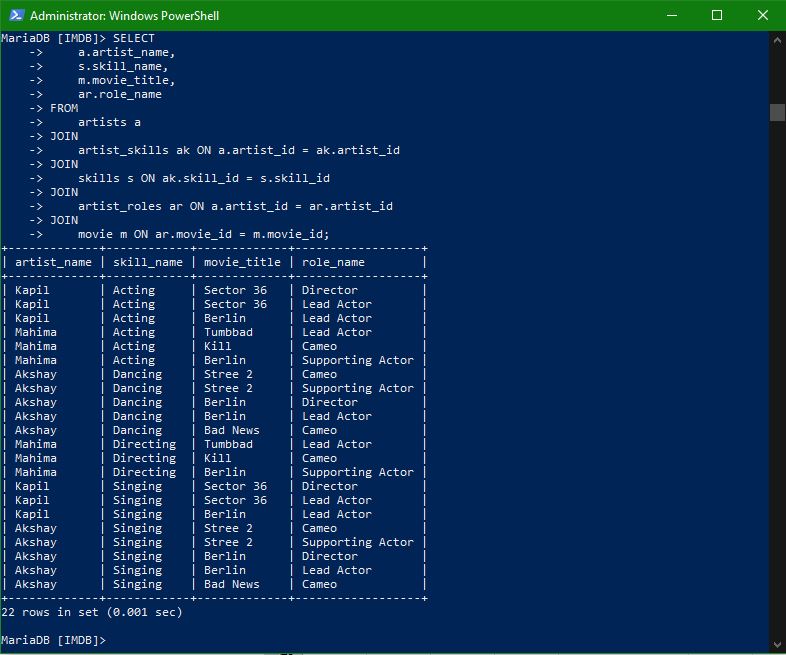 Administrator: Windows PowerShell
MariaDB [IMDB]> SELECT
    ->     a.artist_name,
    ->     s.skill_name,
    ->     m.movie_title,
    ->     ar.role_name
    -> FROM
    ->     artists a
    -> JOIN
    ->     artist_skills ak ON a.artist_id = ak.artist_id
    -> JOIN
    ->     skills s ON ak.skill_id = s.skill_id
    -> JOIN
    ->     artist_roles ar ON a.artist_id = ar.artist_id
    -> JOIN
    ->     movie m ON ar.movie_id = m.movie_id;
+-------------+------------+-------------+------------------+
| artist_name | skill_name | movie_title | role_name        |
+-------------+------------+-------------+------------------+
| Kapil       | Acting     | Sector 36   | Director         |
| Kapil       | Acting     | Sector 36   | Lead Actor       |
| Kapil       | Acting     | Berlin      | Lead Actor       |
| Mahima      | Acting     | Tumbbad     | Lead Actor       |
| Mahima      | Acting     | Kill        | Cameo            |
| Mahima      | Acting     | Berlin      | Supporting Actor |
| Akshay      | Dancing    | Stree 2     | Cameo            |
| Akshay      | Dancing    | Stree 2     | Supporting Actor |
| Akshay      | Dancing    | Berlin      | Director         |
| Akshay      | Dancing    | Berlin      | Lead Actor       |
| Akshay      | Dancing    | Bad News    | Cameo            |
| Mahima      | Directing  | Tumbbad     | Lead Actor       |
| Mahima      | Directing  | Kill        | Cameo            |
| Mahima      | Directing  | Berlin      | Supporting Actor |
| Kapil       | Singing    | Sector 36   | Director         |
| Kapil       | Singing    | Sector 36   | Lead Actor       |
| Kapil       | Singing    | Berlin      | Lead Actor       |
| Akshay      | Singing    | Stree 2     | Cameo            |
| Akshay      | Singing    | Stree 2     | Supporting Actor |
| Akshay      | Singing    | Berlin      | Director         |
| Akshay      | Singing    | Berlin      | Lead Actor       |
| Akshay      | Singing    | Bad News    | Cameo            |
+-------------+------------+-------------+------------------+
22 rows in set (0.001 sec)
MariaDB [IMDB]>